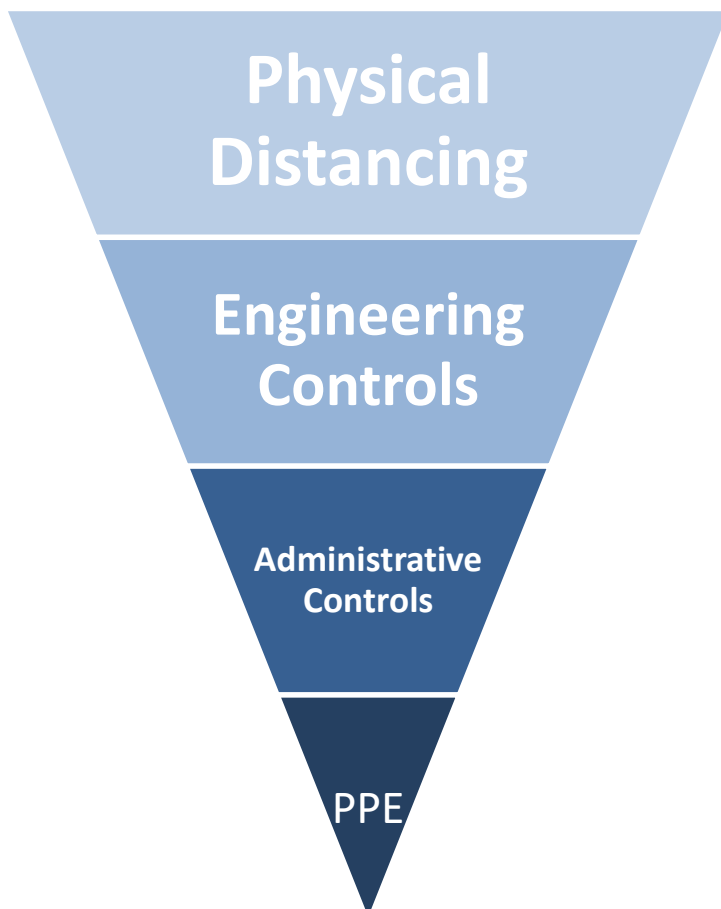 Physical
Distancing
Engineering
Controls
Administrative
Controls
PPE